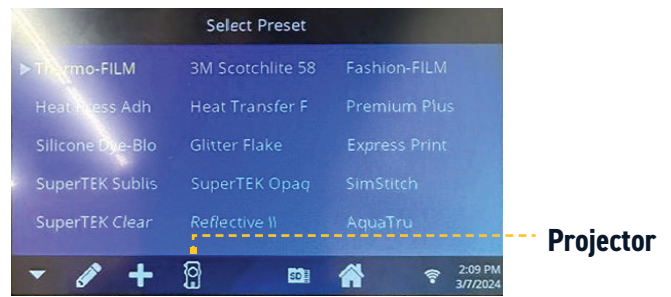 Select Preset
Thermo-FILM 3M Scotchlite 58 Fashion-FILM
Heat Press Adh Heat Transfer F Premium Plus
Silicone Dye-Blo Glitter Flake Express Print
SuperTEK Sublis SuperTEK Opaq SimStitch
SuperTEK Clear Reflective II AquaTru
SD
2:09 PM
3/7/2024
Projector